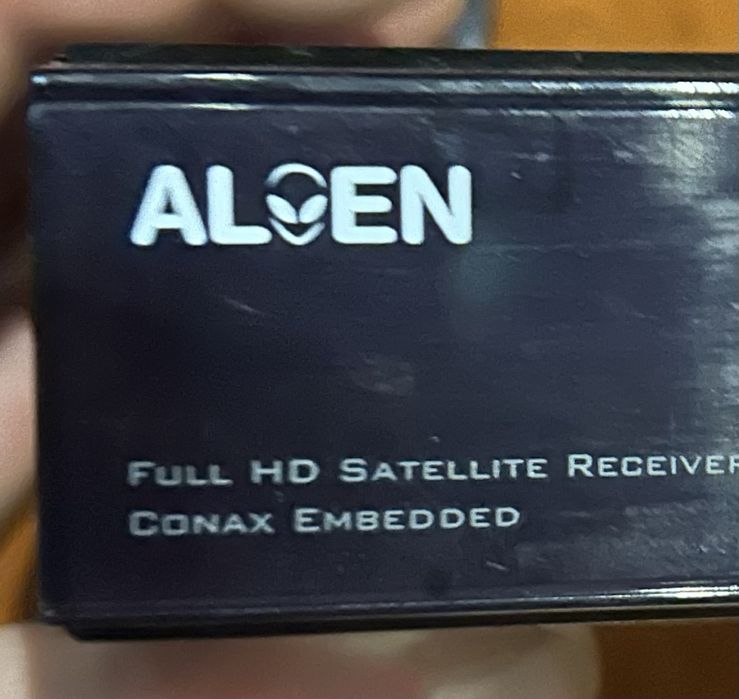 ALIEN
FULL HD SATELLITE RECEIVER
CONAX EMBEDDED